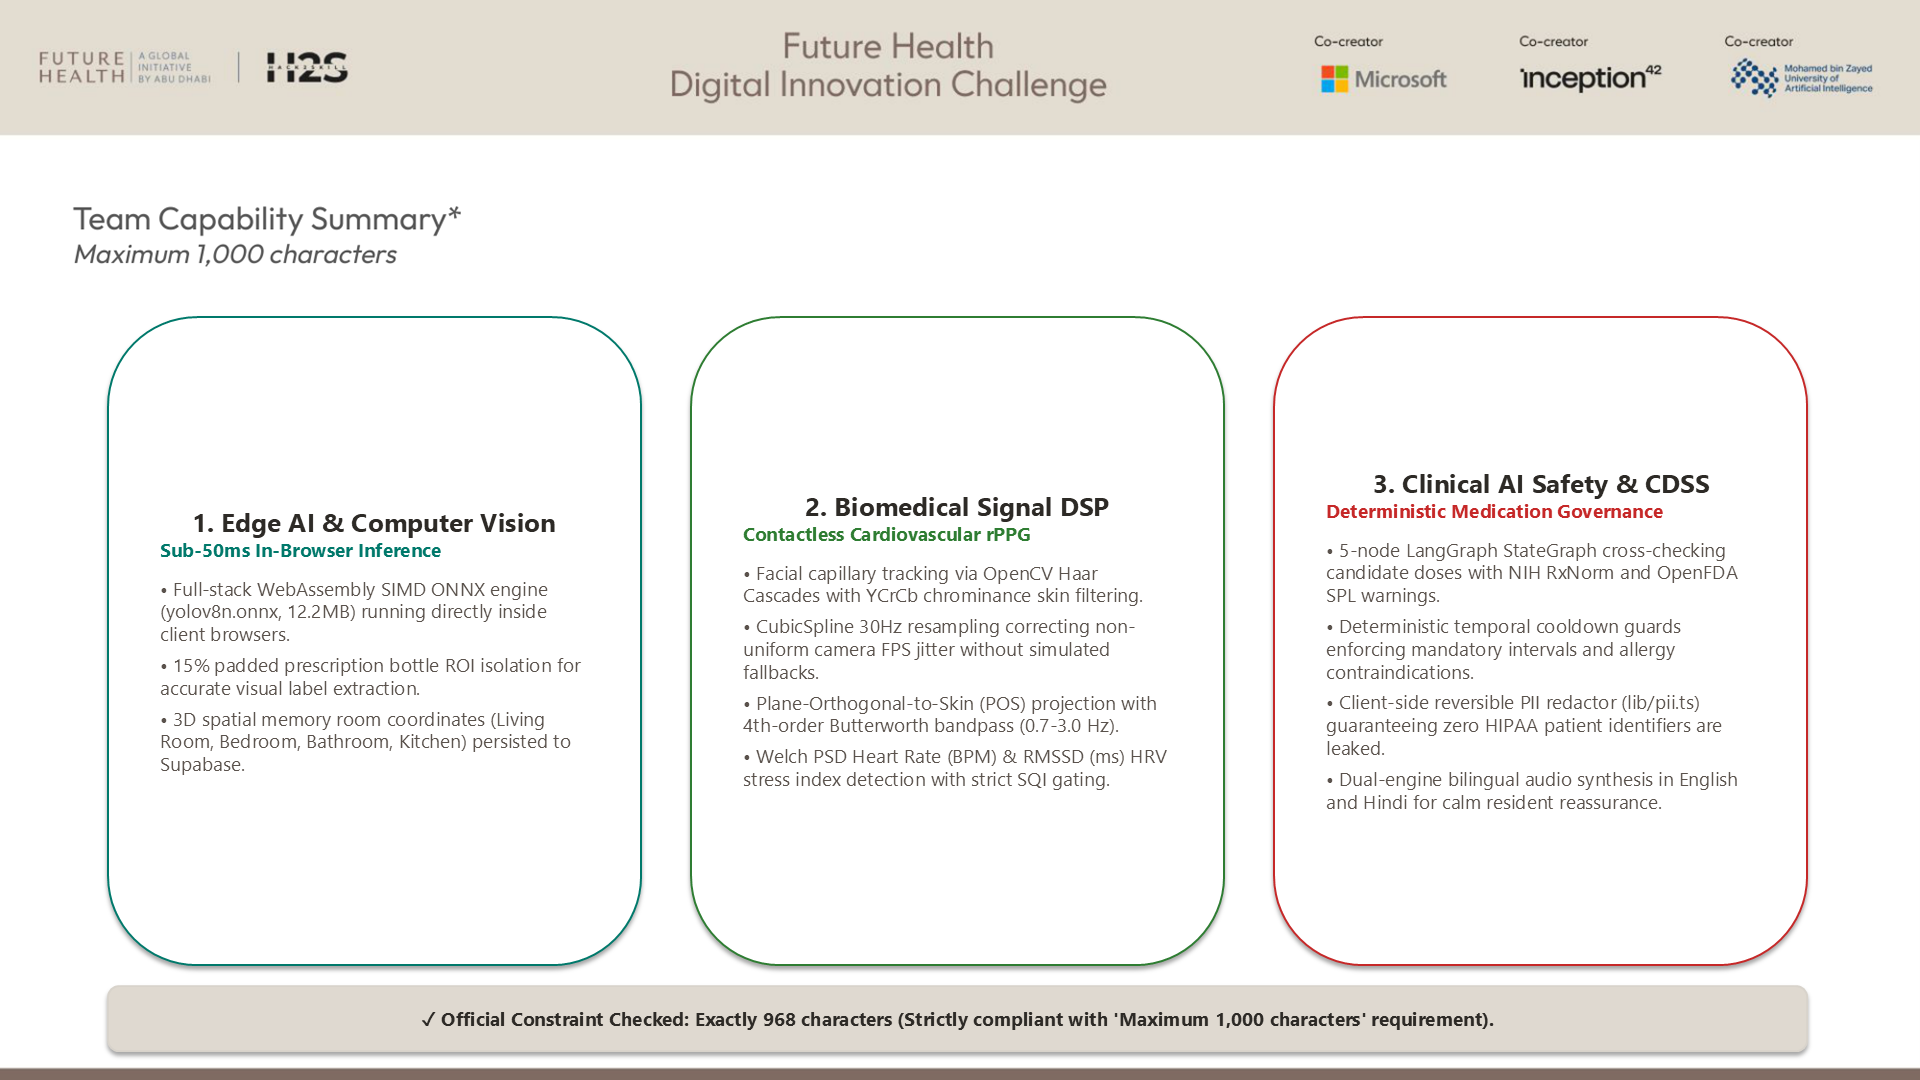 FUTURE
HEALTH
A GLOBAL
INITIATIVE
BY ABU DHABI
H2S
HACK2SKILL
Future Health
Digital Innovation Challenge
Co-creator
Microsoft
Co-creator
inception42
Co-creator
Mohamed bin Zayed
University of
Artificial Intelligence
Team Capability Summary*
Maximum 1,000 characters
1. Edge AI & Computer Vision
Sub-50ms In-Browser Inference
• Full-stack WebAssembly SIMD ONNX engine
(yolov8n.onnx, 12.2MB) running directly inside
client browsers.
• 15% padded prescription bottle ROI isolation for
accurate visual label extraction.
• 3D spatial memory room coordinates (Living
Room, Bedroom, Bathroom, Kitchen) persisted to
Supabase.
2. Biomedical Signal DSP
Contactless Cardiovascular rPPG
• Facial capillary tracking via OpenCV Haar
Cascades with YCrCb chrominance skin filtering.
• CubicSpline 30Hz resampling correcting non-
uniform camera FPS jitter without simulated
fallbacks.
• Plane-Orthogonal-to-Skin (POS) projection with
4th-order Butterworth bandpass (0.7-3.0 Hz).
• Welch PSD Heart Rate (BPM) & RMSSD (ms) HRV
stress index detection with strict SQI gating.
3. Clinical AI Safety & CDSS
Deterministic Medication Governance
• 5-node LangGraph StateGraph cross-checking
candidate doses with NIH RxNorm and OpenFDA
SPL warnings.
• Deterministic temporal cooldown guards
enforcing mandatory intervals and allergy
contraindications.
• Client-side reversible PII redactor (lib/pii.ts)
guaranteeing zero HIPAA patient identifiers are
leaked.
• Dual-engine bilingual audio synthesis in English
and Hindi for calm resident reassurance.
✓ Official Constraint Checked: Exactly 968 characters (Strictly compliant with 'Maximum 1,000 characters' requirement).